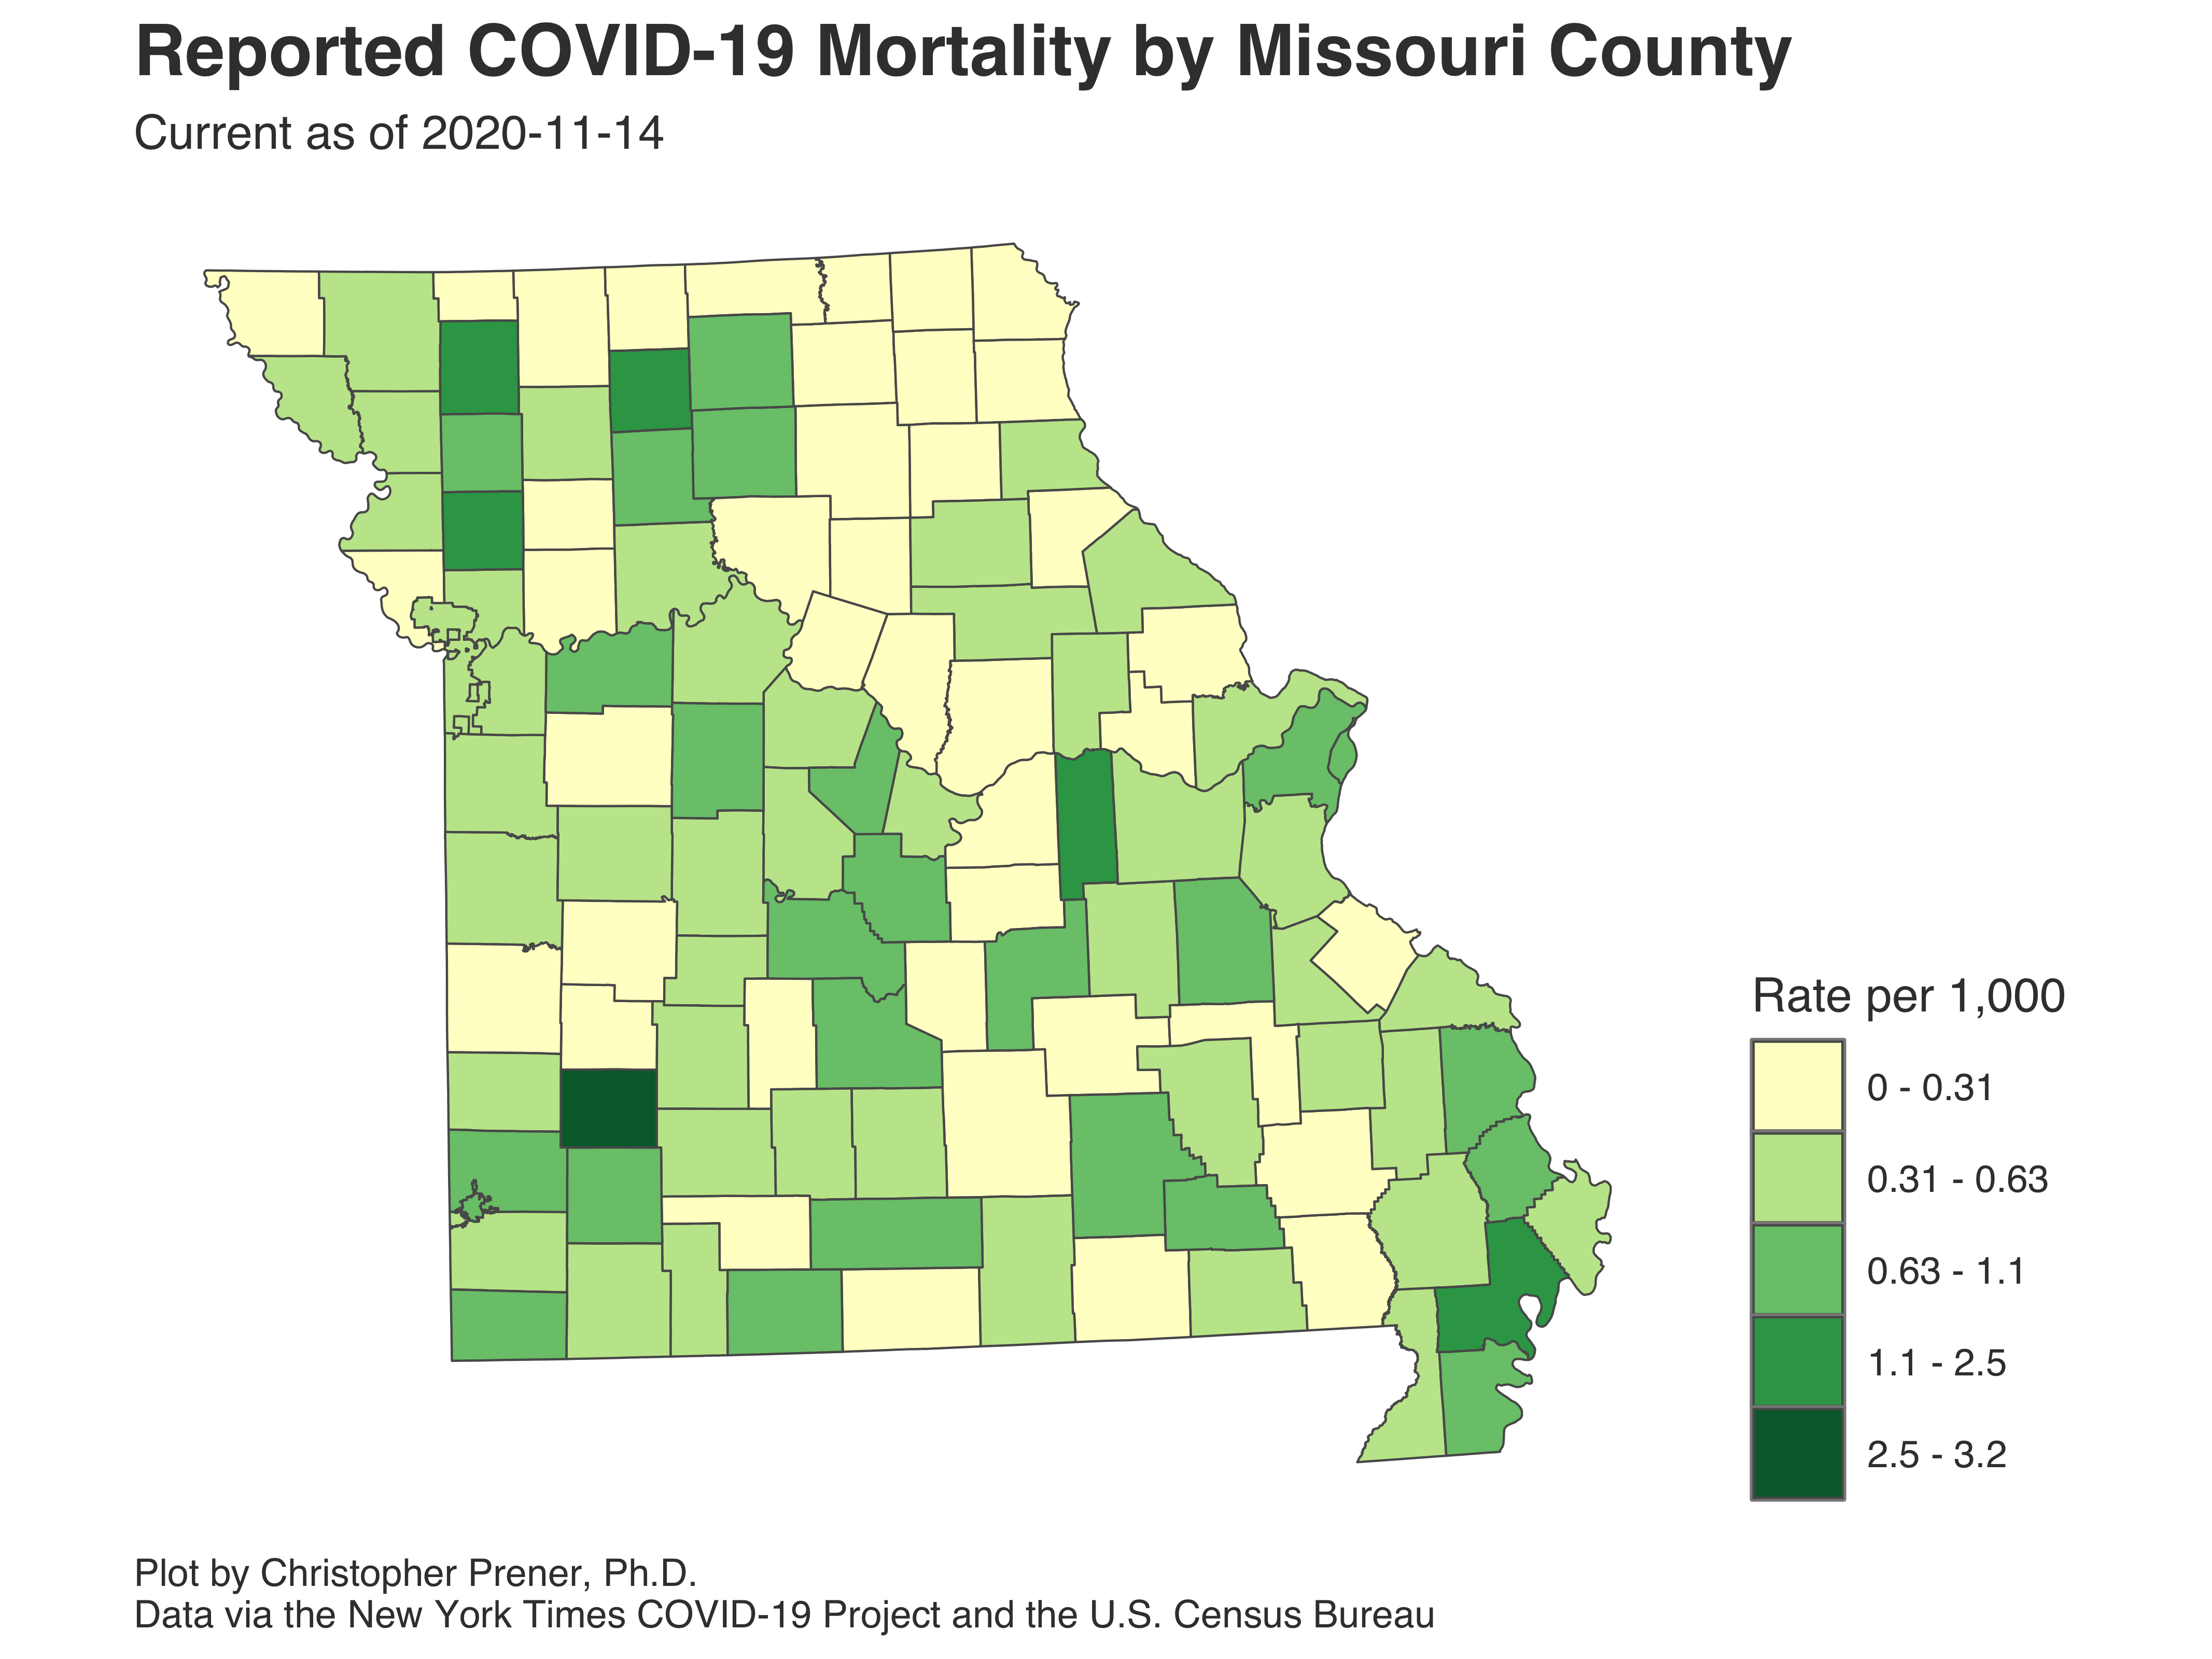 Reported COVID-19 Mortality by Missouri County
Current as of 2020-11-14
Rate per 1,000
0 - 0.31
0.31 - 0.63
0.63 - 1.1
1.1 - 2.5
2.5 - 3.2
Plot by Christopher Prener, Ph.D.
Data via the New York Times COVID-19 Project and the U.S. Census Bureau